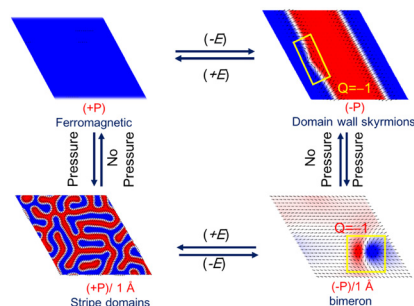 (-E)
(+E)
Q=−1
(+P)
Ferromagnetic
(-P)
Domain wall skyrmions
Pressure
No
Pressure
No
Pressure
Pressure
(+E)
(-E)
Q=-1
(+P)/ 1 Å
Stripe domains
(-P)/1 Å
bimeron